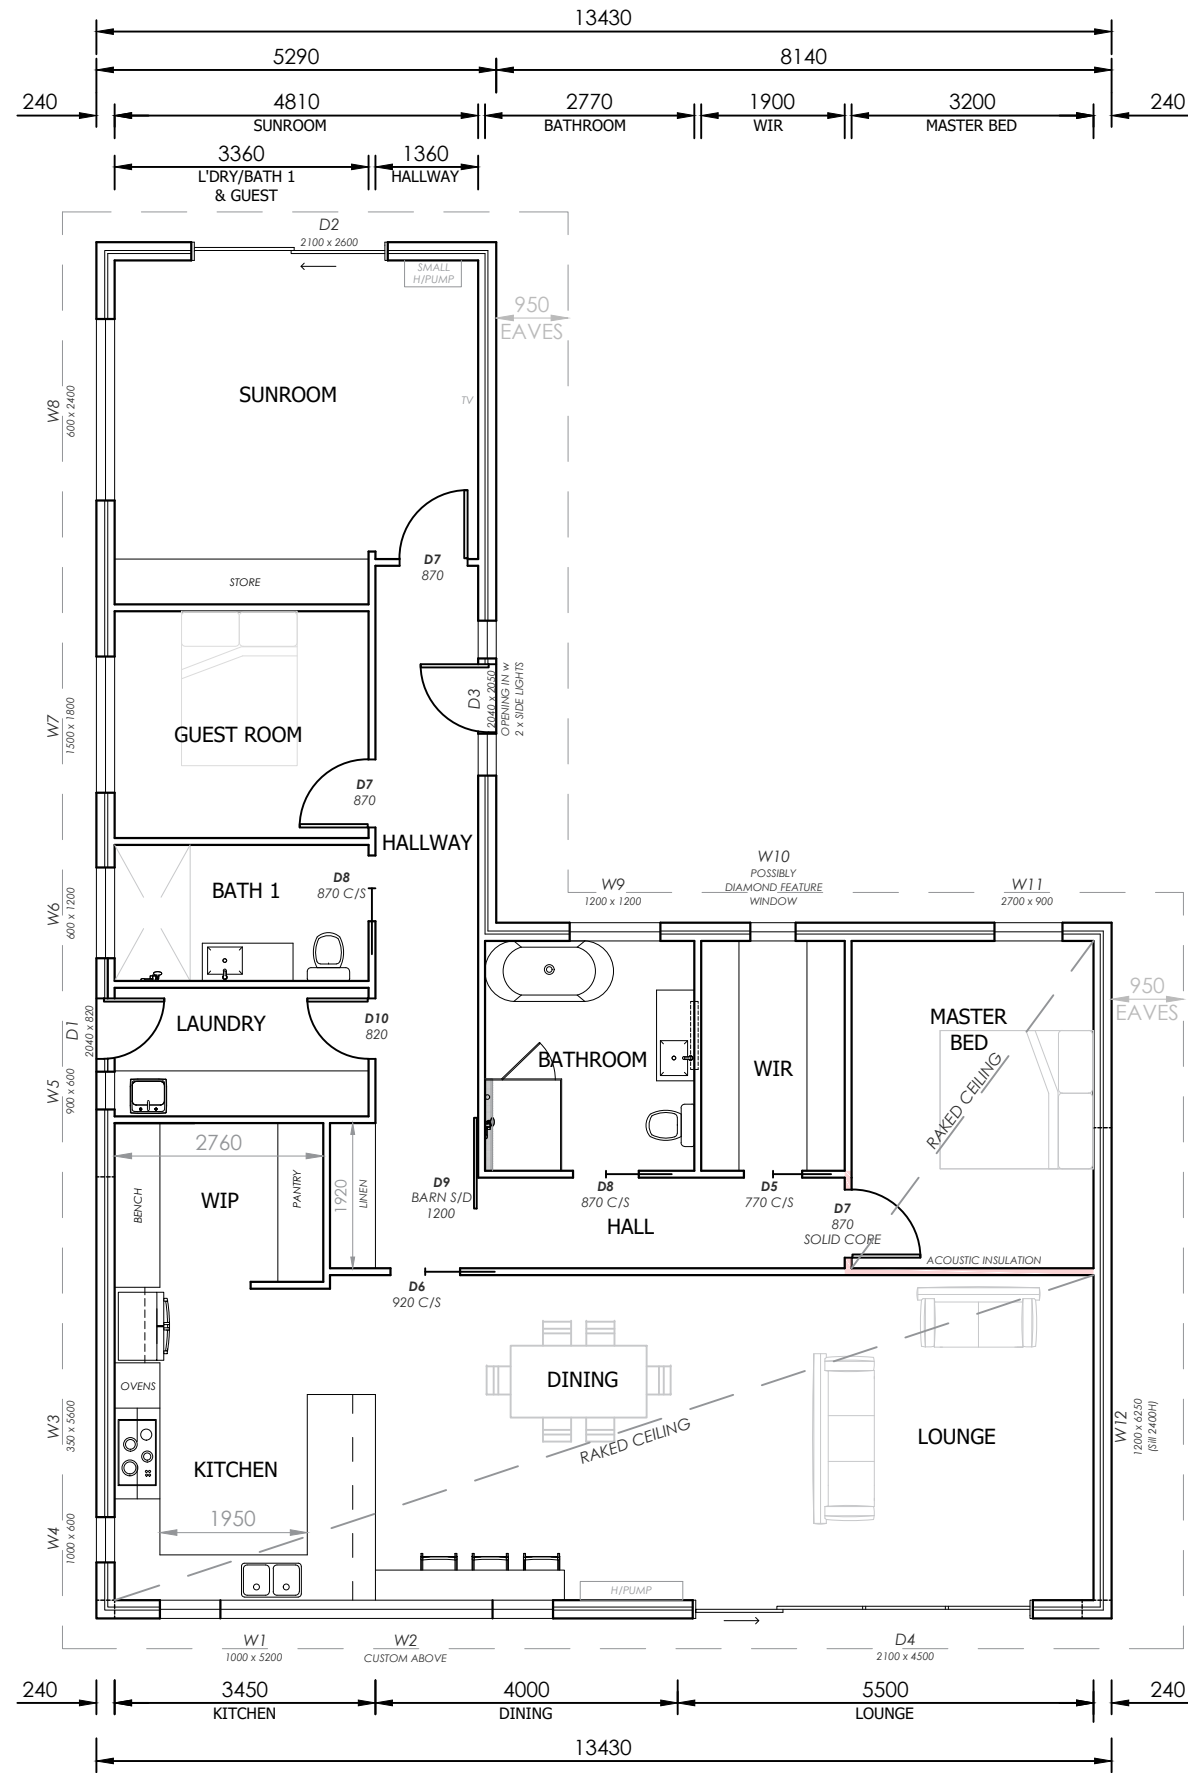 13430
5290
8140
240
4810
2770
1900
3200
240
SUNROOM
BATHROOM
WIR
MASTER BED
3360
1360
L'DRY/BATH 1
& GUEST
HALLWAY
D2
2100 x 2600
SMALL
H/PUMP
950
EAVES
SUNROOM
TV
W8
600 x 2400
D7
870
STORE
D3
2040 x 2050
OPENING IN w
2 x SIDE LIGHTS
W7
1500 x 1800
GUEST ROOM
D7
870
HALLWAY
W10
POSSIBLY
DIAMOND FEATURE
WINDOW
W9
1200 x 1200
W11
2700 x 900
W6
600 x 1200
BATH 1
D8
870 C/S
950
EAVES
D1
2040 x 820
LAUNDRY
D10
820
MASTER
BED
BATHROOM
WIR
RAKED CEILING
W5
900 x 600
2760
WIP
BENCH
PANTRY
1920
LINEN
D9
BARN S/D
1200
D8
870 C/S
D5
770 C/S
HALL
D7
870
SOLID CORE
ACOUSTIC INSULATION
D6
920 C/S
OVENS
DINING
W3
350 x 5600
RAKED CEILING
LOUNGE
W12
1200 x 6250
(Sill 2400H)
KITCHEN
1950
W4
1000 x 600
H/PUMP
W1
1000 x 5200
W2
CUSTOM ABOVE
D4
2100 x 4500
240
3450
4000
5500
240
KITCHEN
DINING
LOUNGE
13430